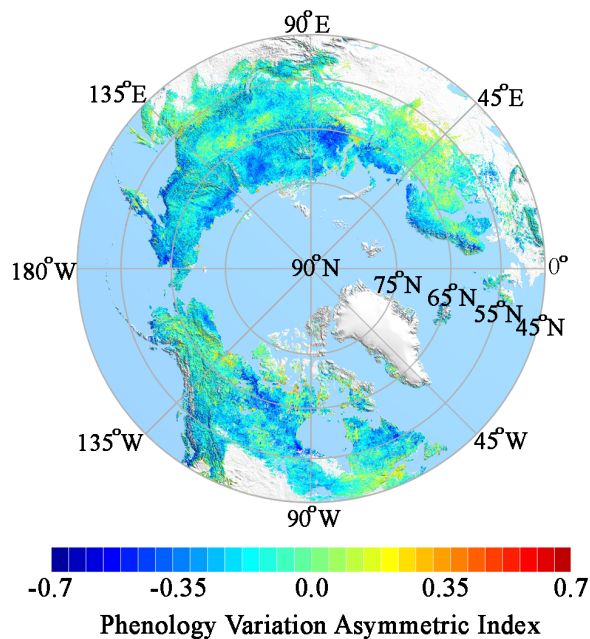 90°E
135°E
45°E
180°W
90°N
0°
75°N
65°N
55°N
45°N
135°W
45°W
90°W
-0.7
-0.35
0.0
0.35
0.7
Phenology Variation Asymmetric Index